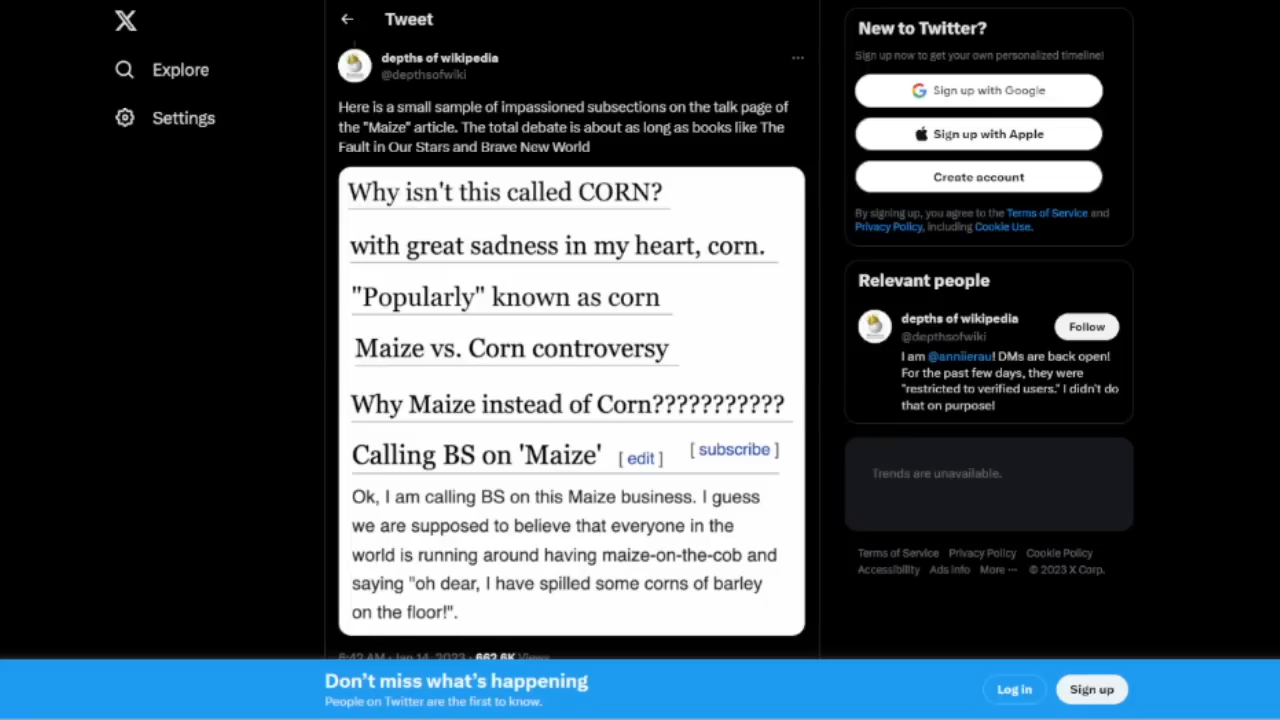 Explore
Settings
Tweet
depths of wikipedia
@depthsofwiki
Here is a small sample of impassioned subsections on the talk page of
the "Maize" article. The total debate is about as long as books like The
Fault in Our Stars and Brave New World
Why isn't this called CORN?
with great sadness in my heart, corn.
"Popularly" known as corn
Maize vs. Corn controversy
Why Maize instead of Corn???????????
Calling BS on 'Maize' [ edit ] [ subscribe ]
Ok, I am calling BS on this Maize business. I guess
we are supposed to believe that everyone in the
world is running around having maize-on-the-cob and
saying "oh dear, I have spilled some corns of barley
on the floor!".
6:42 AM · Jan 14, 2023 · 662.6K Views
New to Twitter?
Sign up now to get your own personalized timeline!
Sign up with Google
Sign up with Apple
Create account
By signing up, you agree to the Terms of Service and
Privacy Policy, including Cookie Use.
Relevant people
depths of wikipedia
@depthsofwiki
Follow
I am @anniierau! DMs are back open!
For the past few days, they were
"restricted to verified users." I didn't do
that on purpose!
Trends are unavailable.
Terms of Service Privacy Policy Cookie Policy
Accessibility Ads info More ··· © 2023 X Corp.
Don't miss what's happening
People on Twitter are the first to know.
Log in
Sign up